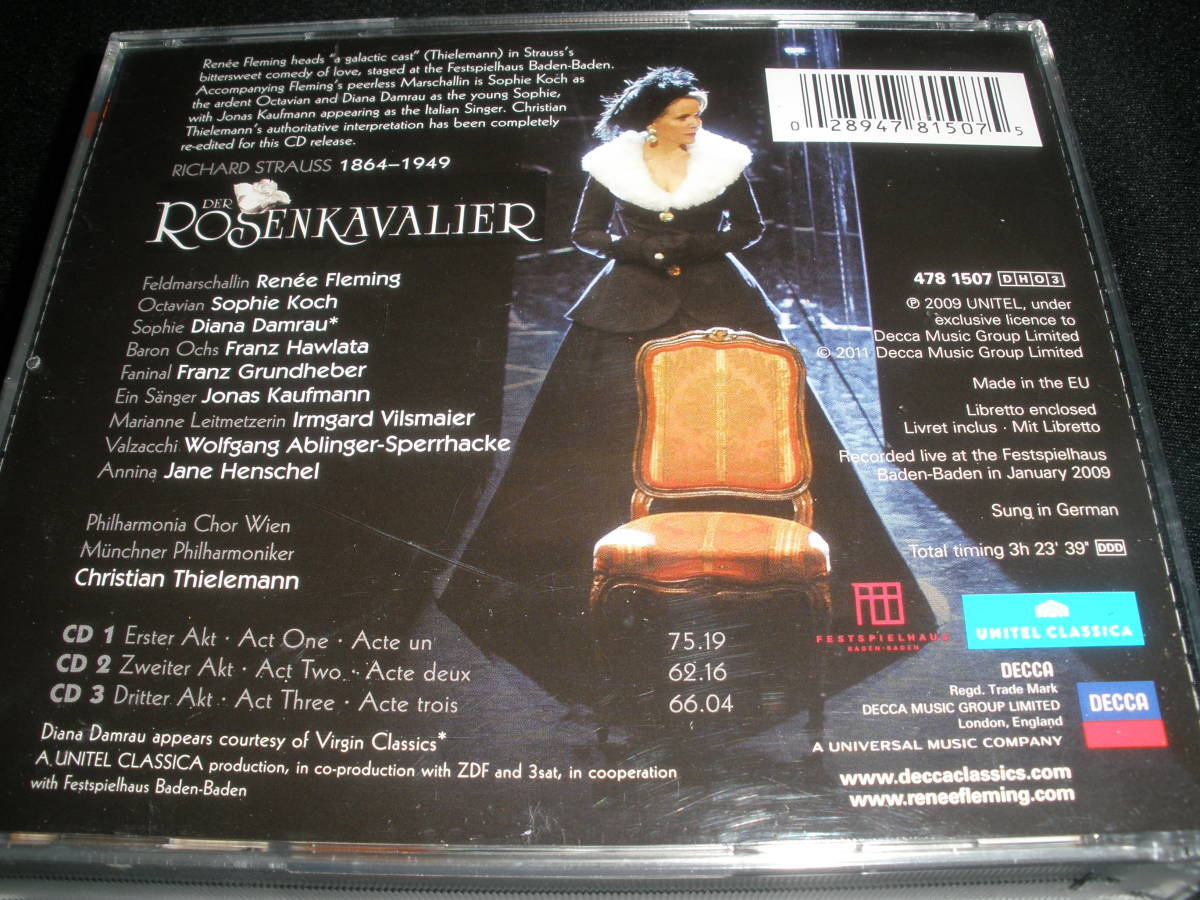 Renée Fleming heads "a galactic cast" (Thielemann) in Strauss's
bittersweet comedy of love, staged at the Festspielhaus Baden-Baden.
Accompanying Fleming's peerless Marschallin is Sophie Koch as
the ardent Octavian and Diana Damrau as the young Sophie,
with Jonas Kaufmann appearing as the Italian Singer. Christian
Thielemann's authoritative interpretation has been completely
re-edited for this CD release.
RICHARD STRAUSS 1864–1949
DER
ROSENKAVALIER
Feldmarschallin Renée Fleming
Octavian Sophie Koch
Sophie Diana Damrau*
Baron Ochs Franz Hawlata
Faninal Franz Grundheber
Ein Sänger Jonas Kaufmann
Marianne Leitmetzerin Irmgard Vilsmaier
Valzacchi Wolfgang Ablinger-Sperrhacke
Annina Jane Henschel
Philharmonia Chor Wien
Münchner Philharmoniker
Christian Thielemann
CD 1 Erster Akt · Act One · Acte un 75.19
CD 2 Zweiter Akt · Act Two · Acte deux 62.16
CD 3 Dritter Akt · Act Three · Acte trois 66.04
Diana Damrau appears courtesy of Virgin Classics*
A UNITEL CLASSICA production, in co-production with ZDF and 3sat, in cooperation
with Festspielhaus Baden-Baden
0 28947 81507 5
478 1507 DH03
℗ 2009 UNITEL, under
exclusive licence to
Decca Music Group Limited
© 2011 Decca Music Group Limited
Made in the EU
Libretto enclosed
Livret inclus · Mit Libretto
Recorded live at the Festspielhaus
Baden-Baden in January 2009
Sung in German
Total timing 3h 23' 39" DDD
FESTSPIELHAUS
BADEN-BADEN
UNITEL CLASSICA
DECCA
Regd. Trade Mark
DECCA MUSIC GROUP LIMITED
London, England
A UNIVERSAL MUSIC COMPANY
DECCA
www.deccaclassics.com
www.reneefleming.com